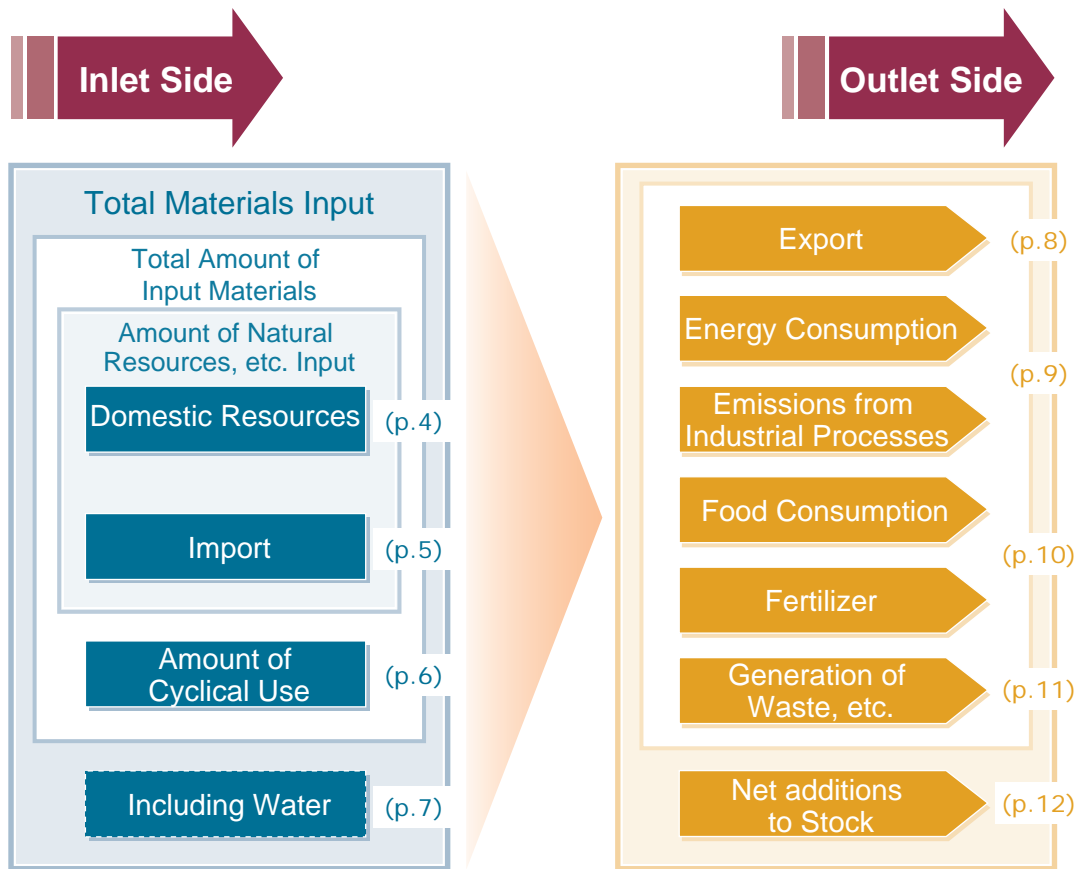 Inlet Side
Outlet Side
Total Materials Input
Total Amount of
Input Materials
Amount of Natural
Resources, etc. Input
Domestic Resources
(p.4)
Import
(p.5)
Amount of
Cyclical Use
(p.6)
Including Water
(p.7)
Export
(p.8)
Energy Consumption
(p.9)
Emissions from
Industrial Processes
Food Consumption
(p.10)
Fertilizer
Generation of
Waste, etc.
(p.11)
Net additions
to Stock
(p.12)